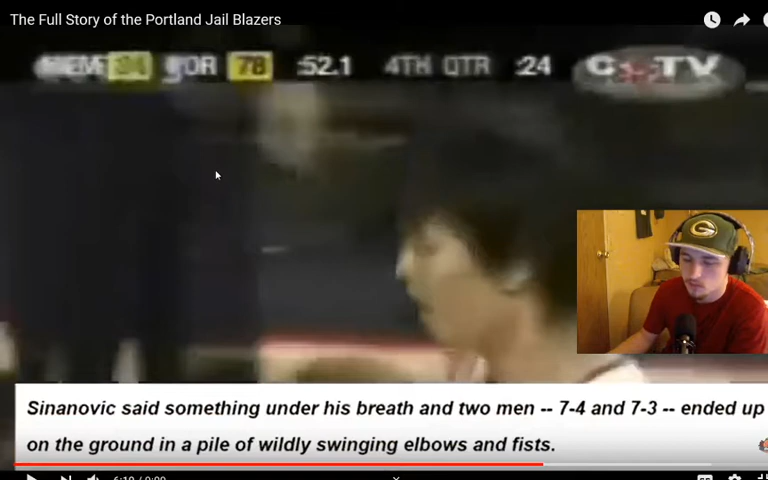 The Full Story of the Portland Jail Blazers
MEM 84 POR 78 :52.1 4TH QTR :24
Sinanovic said something under his breath and two men -- 7-4 and 7-3 -- ended up
on the ground in a pile of wildly swinging elbows and fists.